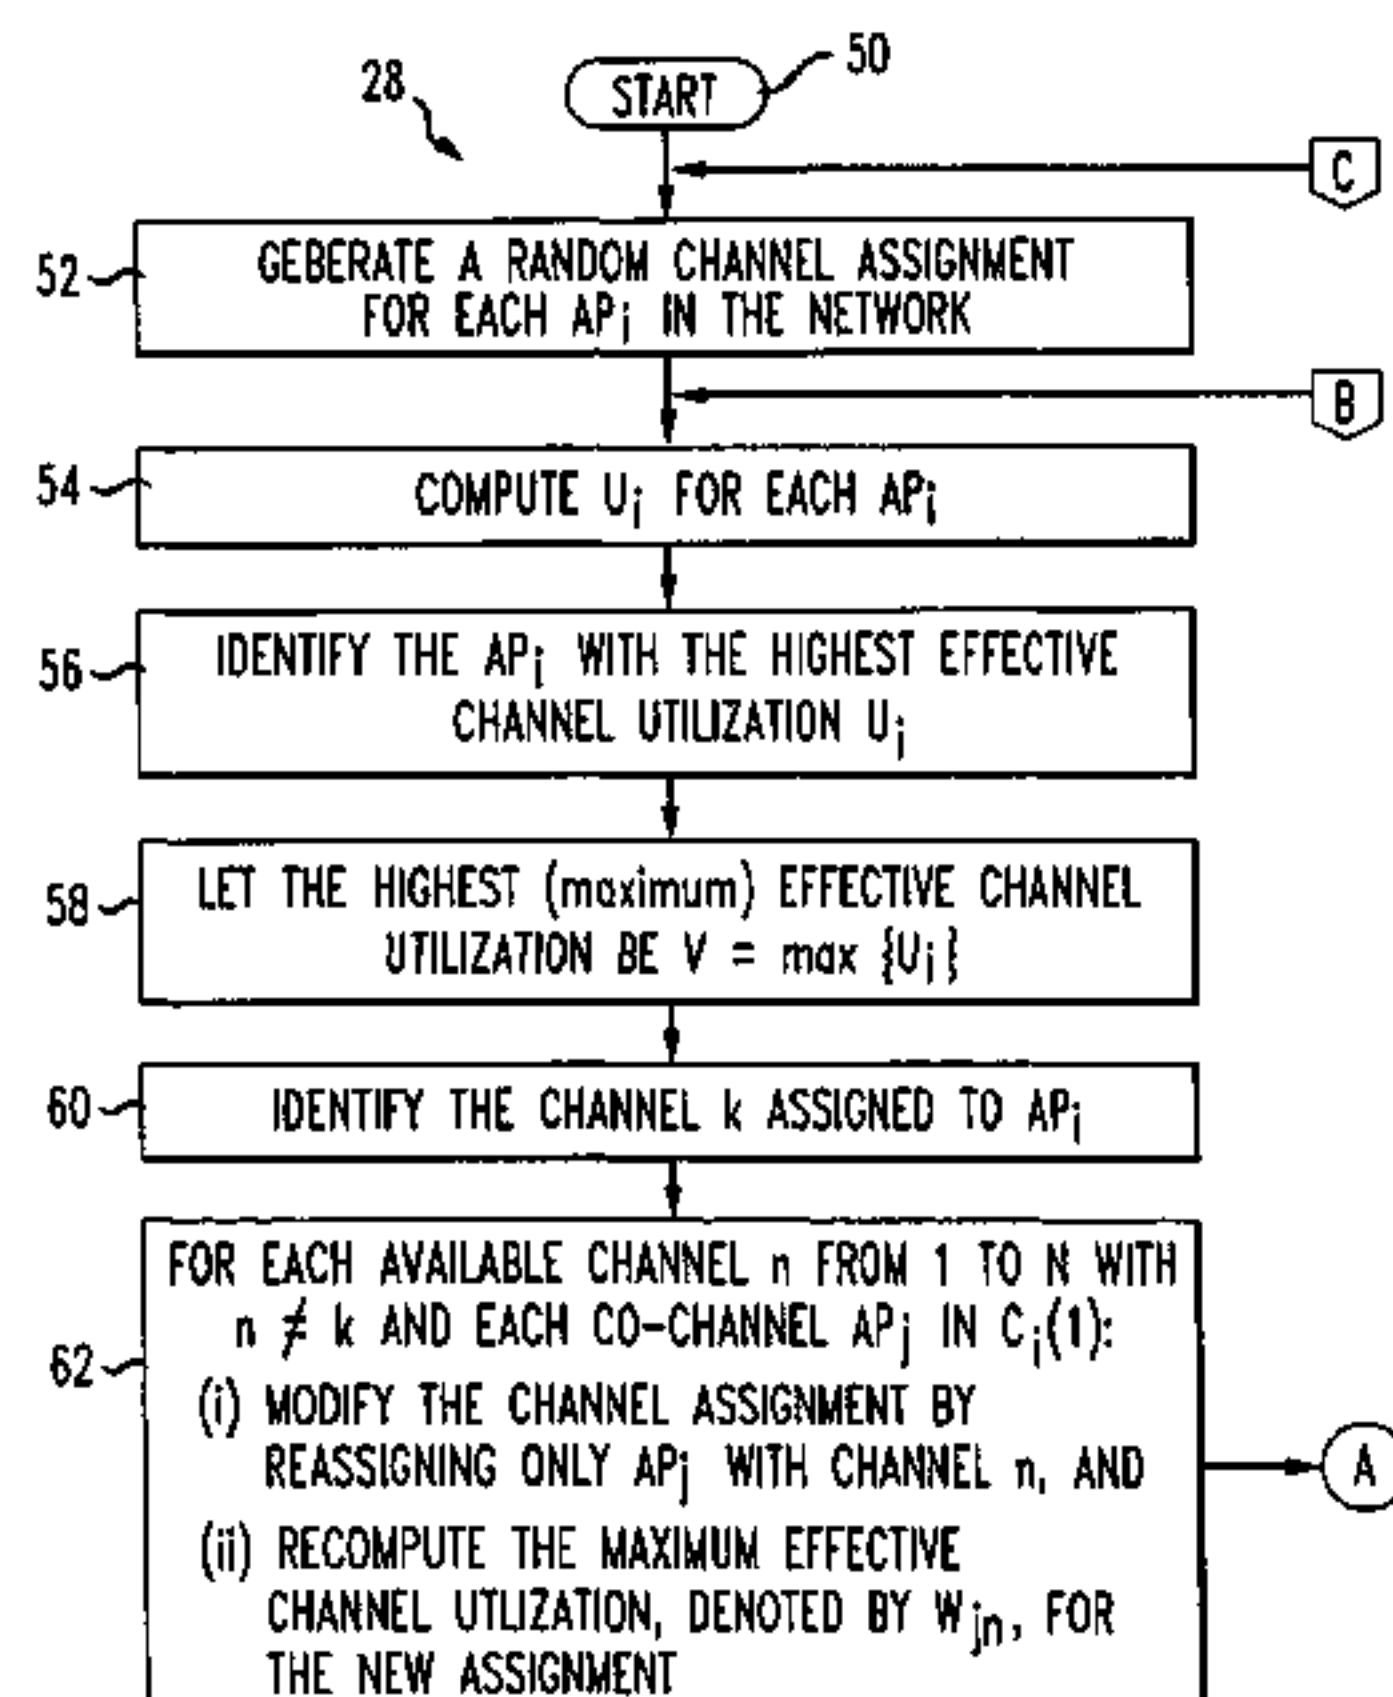 28
START
50
C
52
GEBERATE A RANDOM CHANNEL ASSIGNMENT
FOR EACH APi IN THE NETWORK
B
54
COMPUTE Ui FOR EACH APi
56
IDENTIFY THE APi WITH THE HIGHEST EFFECTIVE
CHANNEL UTILIZATION Ui
58
LET THE HIGHEST (maximum) EFFECTIVE CHANNEL
UTILIZATION BE V = max {Ui}
60
IDENTIFY THE CHANNEL k ASSIGNED TO APi
62
FOR EACH AVAILABLE CHANNEL n FROM 1 TO N WITH
n ≠ k AND EACH CO-CHANNEL APj IN Ci(1):
(i) MODIFY THE CHANNEL ASSIGNMENT BY
REASSIGNING ONLY APj WITH CHANNEL n, AND
A
(ii) RECOMPUTE THE MAXIMUM EFFECTIVE
CHANNEL UTLIZATION, DENOTED BY Wjn, FOR
THE NEW ASSIGNMENT